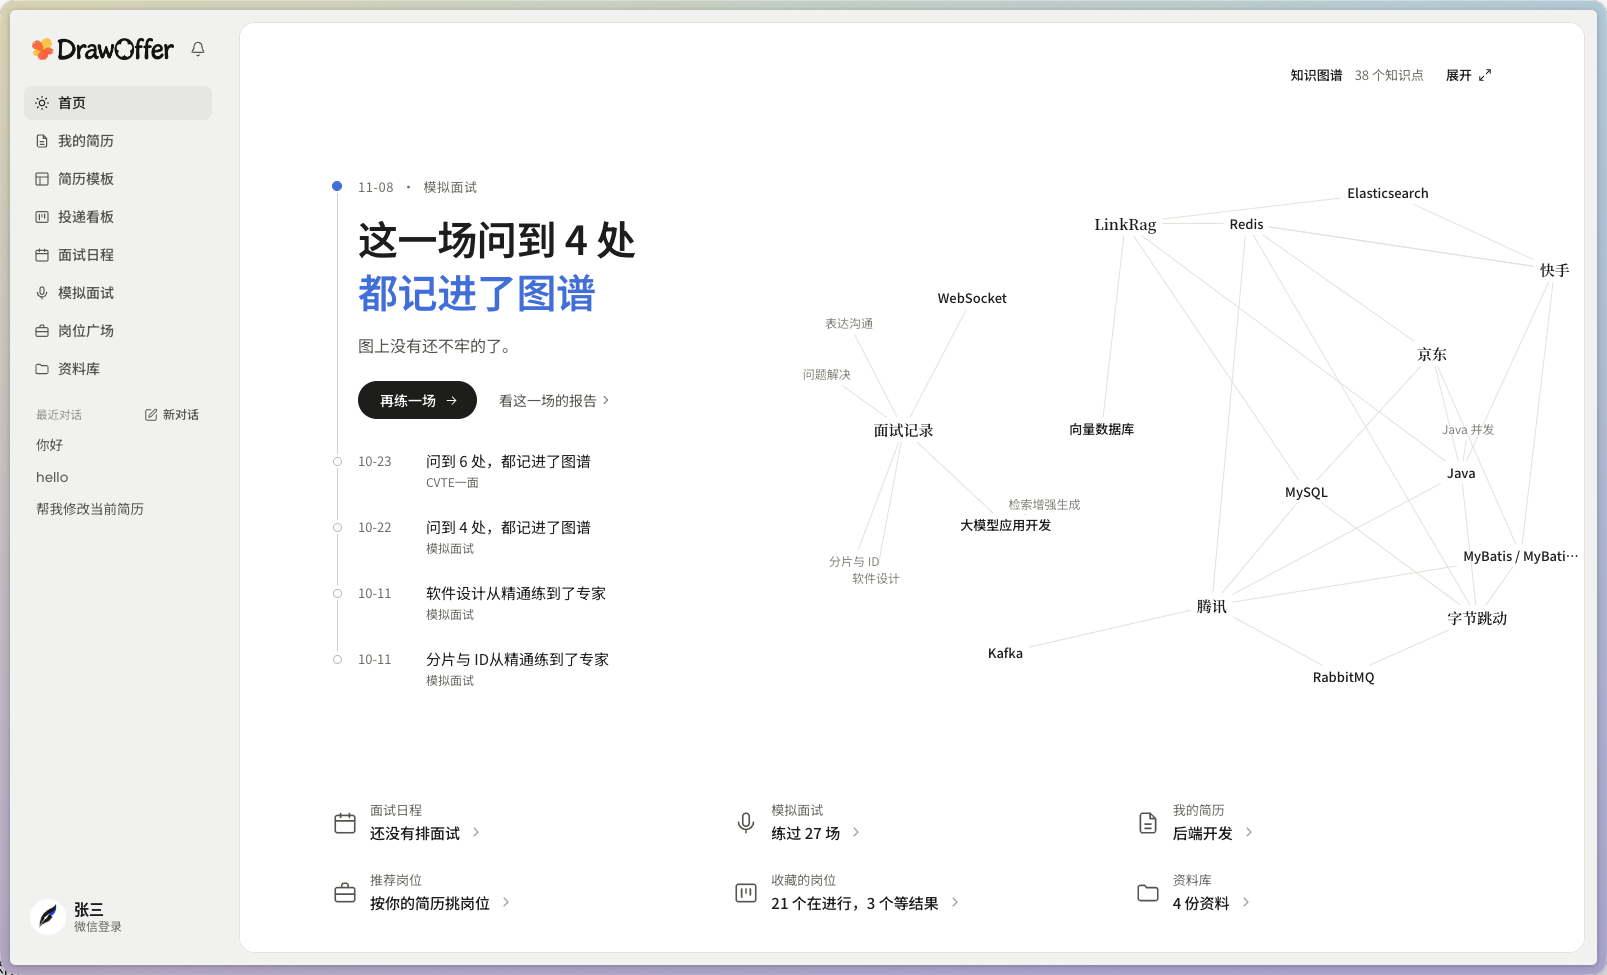 DrawOffer
首页
我的简历
简历模板
投递看板
面试日程
模拟面试
岗位广场
资料库
最近对话 新对话
你好
hello
帮我修改当前简历
张三
微信登录
知识图谱 38 个知识点 展开
11-08 • 模拟面试
这一场问到 4 处
都记进了图谱
图上没有还不牢的了。
再练一场 → 看这一场的报告 >
10-23 问到 6 处，都记进了图谱
CVTE一面
10-22 问到 4 处，都记进了图谱
模拟面试
10-11 软件设计从精通练到了专家
模拟面试
10-11 分片与 ID从精通练到了专家
模拟面试
Elasticsearch
LinkRag
Redis
快手
WebSocket
表达沟通
京东
问题解决
面试记录
向量数据库
Java 并发
Java
MySQL
检索增强生成
大模型应用开发
MyBatis / MyBati···
分片与 ID
软件设计
腾讯
字节跳动
Kafka
RabbitMQ
面试日程
还没有排面试 >
模拟面试
练过 27 场 >
我的简历
后端开发 >
推荐岗位
按你的简历挑岗位 >
收藏的岗位
21 个在进行，3 个等结果 >
资料库
4 份资料 >